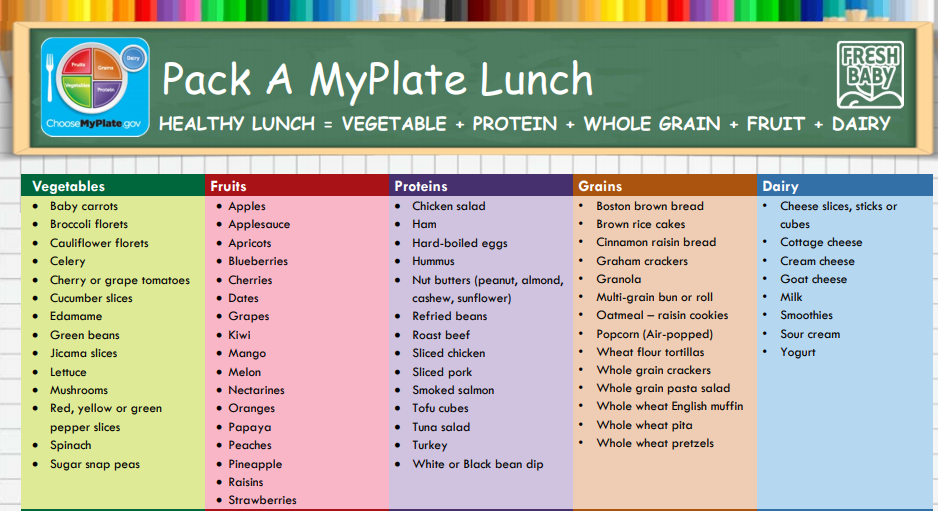 Fruits
Grains
Dairy
Vegetables
Protein
ChooseMyPlate.gov
Pack A MyPlate Lunch
FRESH
BABY
HEALTHY LUNCH = VEGETABLE + PROTEIN + WHOLE GRAIN + FRUIT + DAIRY
Vegetables
Baby carrots
Broccoli florets
Cauliflower florets
Celery
Cherry or grape tomatoes
Cucumber slices
Edamame
Green beans
Jicama slices
Lettuce
Mushrooms
Red, yellow or green
pepper slices
Spinach
Sugar snap peas
Fruits
Apples
Applesauce
Apricots
Blueberries
Cherries
Dates
Grapes
Kiwi
Mango
Melon
Nectarines
Oranges
Papaya
Peaches
Pineapple
Raisins
Strawberries
Proteins
Chicken salad
Ham
Hard-boiled eggs
Hummus
Nut butters (peanut, almond,
cashew, sunflower)
Refried beans
Roast beef
Sliced chicken
Sliced pork
Smoked salmon
Tofu cubes
Tuna salad
Turkey
White or Black bean dip
Grains
Boston brown bread
Brown rice cakes
Cinnamon raisin bread
Graham crackers
Granola
Multi-grain bun or roll
Oatmeal – raisin cookies
Popcorn (Air-popped)
Wheat flour tortillas
Whole grain crackers
Whole grain pasta salad
Whole wheat English muffin
Whole wheat pita
Whole wheat pretzels
Dairy
Cheese slices, sticks or
cubes
Cottage cheese
Cream cheese
Goat cheese
Milk
Smoothies
Sour cream
Yogurt